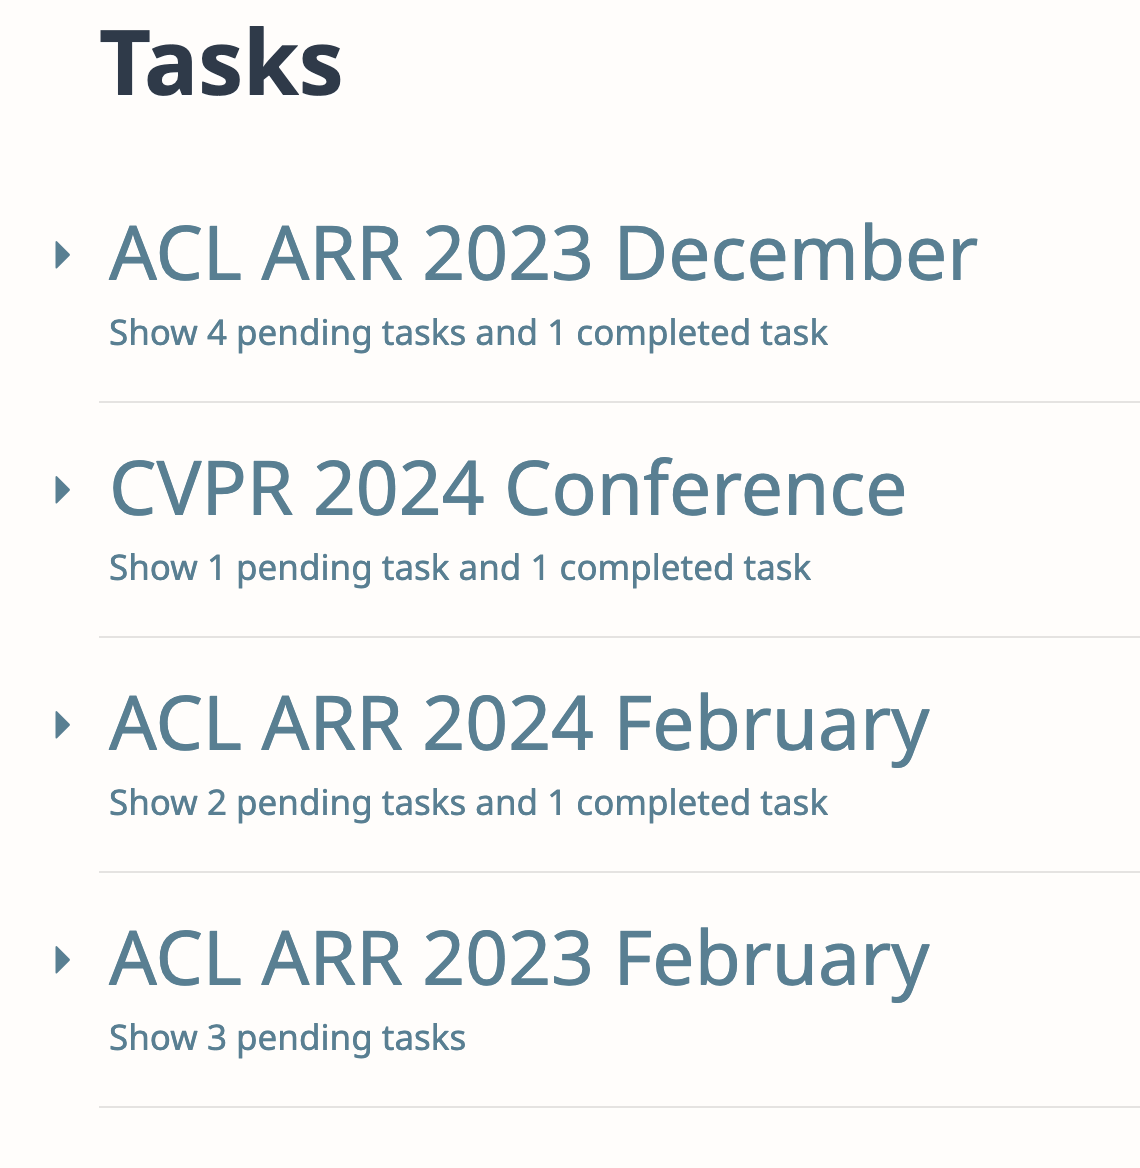 Tasks
ACL ARR 2023 December
Show 4 pending tasks and 1 completed task
CVPR 2024 Conference
Show 1 pending task and 1 completed task
ACL ARR 2024 February
Show 2 pending tasks and 1 completed task
ACL ARR 2023 February
Show 3 pending tasks